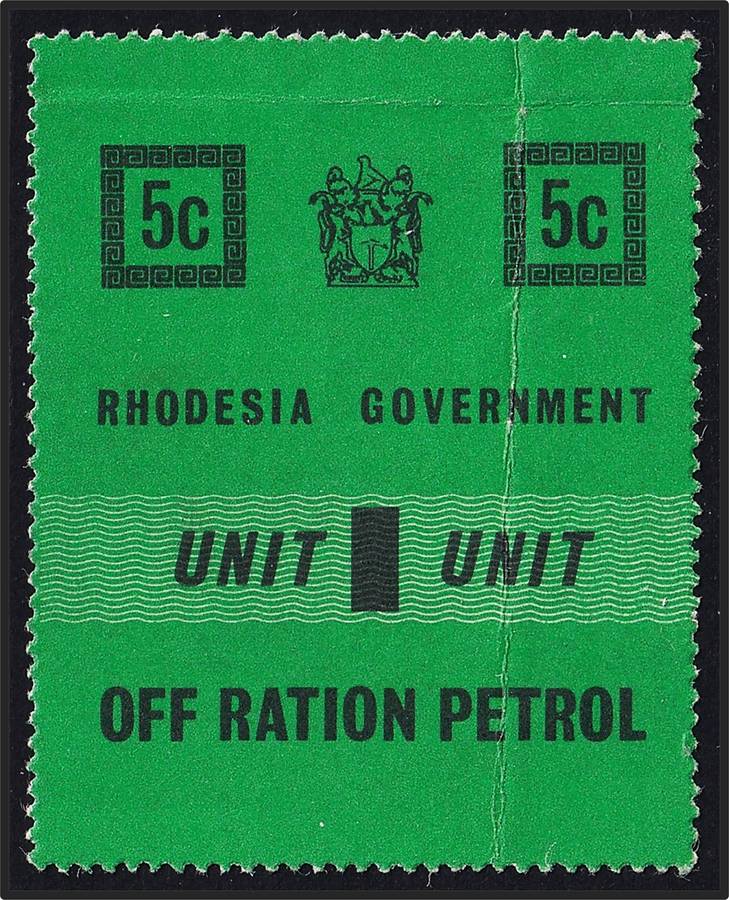 5c 5c
RHODESIA GOVERNMENT
UNIT UNIT
OFF RATION PETROL